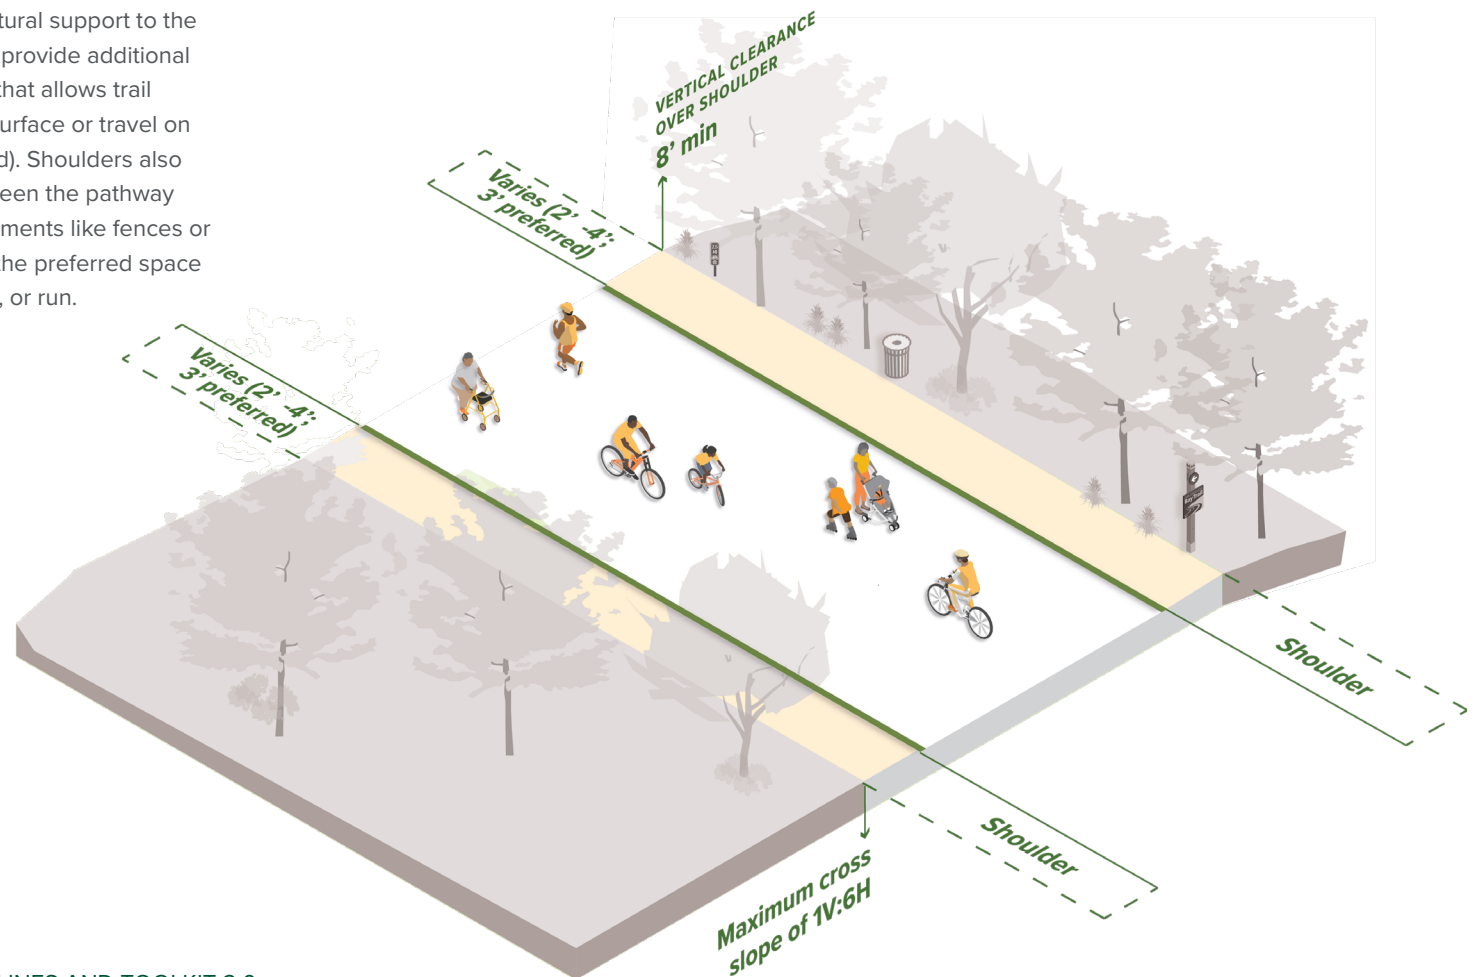 tural support to the
provide additional
that allows trail
urface or travel on
d). Shoulders also
een the pathway
ments like fences or
the preferred space
, or run.
VERTICAL CLEARANCE
OVER SHOULDER
8’ min
Varies (2’ -4’;
3’ preferred)
Varies (2’ -4’;
3’ preferred)
Shoulder
Shoulder
Maximum cross
slope of 1V:6H